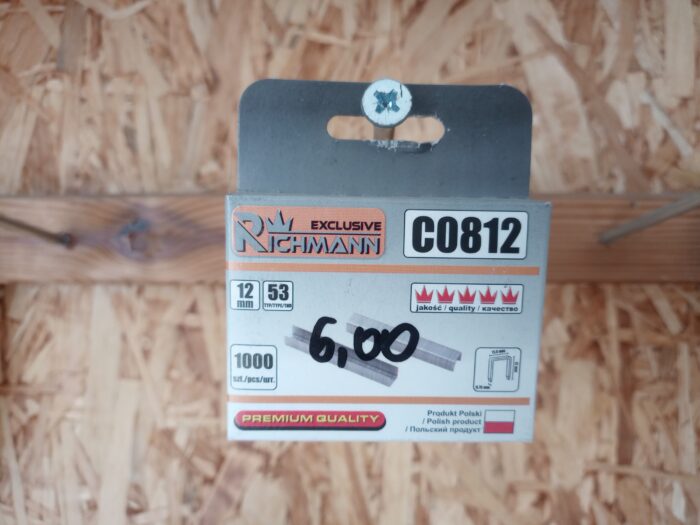 EXCLUSIVE
RICHMANN
C0812
12 mm
53 TYP/TYPE/ТИП
jakość / quality / качество
6,00
1000 szt./pcs/шт.
PREMIUM QUALITY
Produkt Polski
/ Polish product
/ Польский продукт